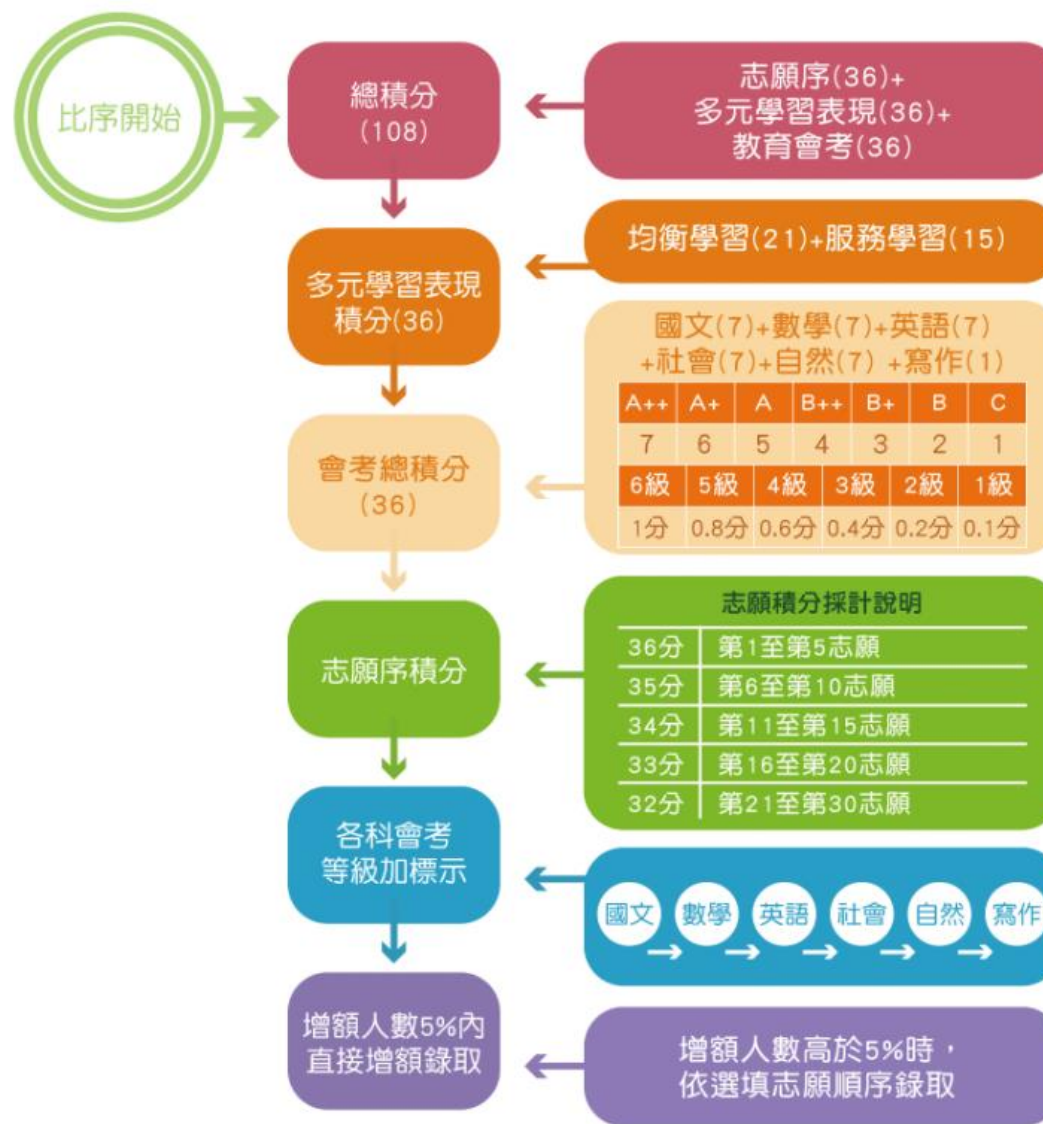 比序開始
總積分
(108)
志願序(36)+
多元學習表現(36)+
教育會考(36)
多元學習表現
積分(36)
均衡學習(21)+服務學習(15)
會考總積分
(36)
國文(7)+數學(7)+英語(7)
+社會(7)+自然(7) +寫作(1)
A++ A+ A B++ B+ B C
7 6 5 4 3 2 1
6級 5級 4級 3級 2級 1級
1分 0.8分 0.6分 0.4分 0.2分 0.1分
志願序積分
志願積分採計說明
36分 第1至第5志願
35分 第6至第10志願
34分 第11至第15志願
33分 第16至第20志願
32分 第21至第30志願
各科會考
等級加標示
國文 數學 英語 社會 自然 寫作
增額人數5%內
直接增額錄取
增額人數高於5%時，
依選填志願順序錄取